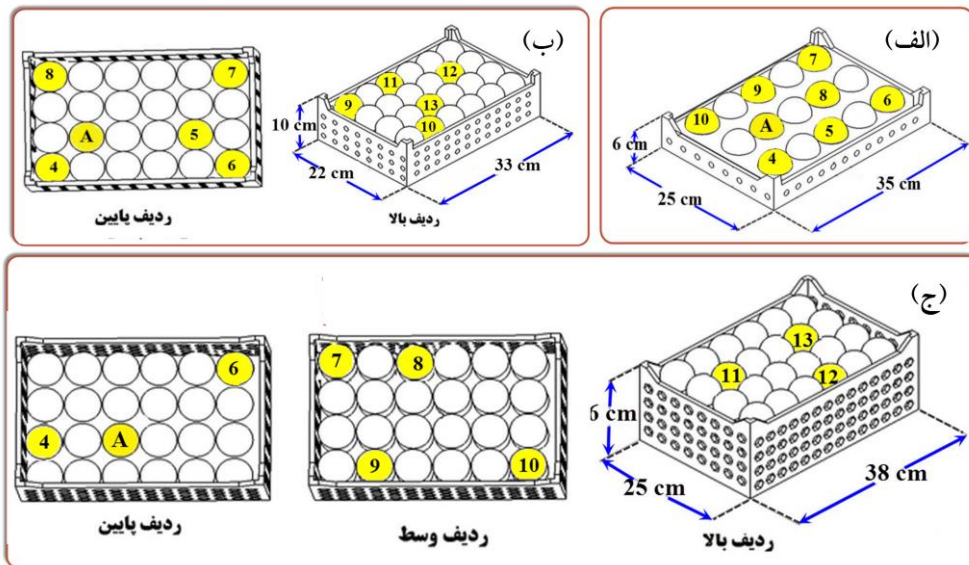 (الف)
7
9
10
8
6
A
5
4
6 cm
25 cm
35 cm
(ب)
12
11
9
13
10
10 cm
22 cm
33 cm
ردیف بالا
8
7
A
5
4
6
ردیف پایین
(ج)
13
11
12
6 cm
25 cm
38 cm
ردیف بالا
7
8
9
10
ردیف وسط
6
4
A
ردیف پایین